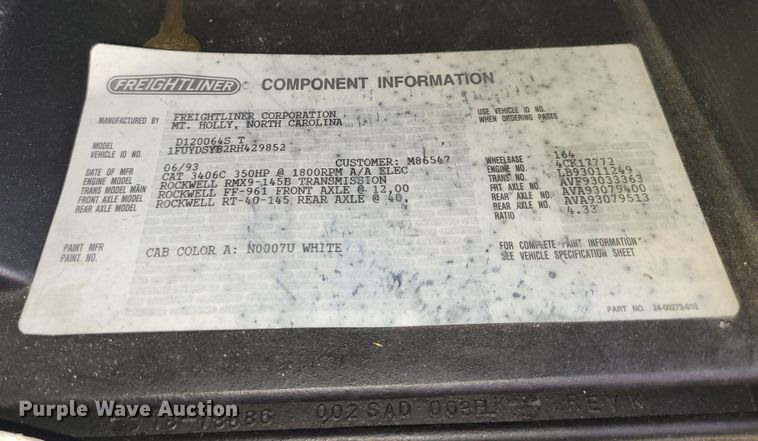 FREIGHTLINER COMPONENT INFORMATION
MANUFACTURED BY FREIGHTLINER CORPORATION
MT. HOLLY, NORTH CAROLINA
USE VEHICLE ID NO.
WHEN ORDERING PARTS
MODEL D120064S T
VEHICLE ID NO. 1FUYDSYB2RH429852
CUSTOMER: M86547
DATE OF MFR 06/93
ENGINE MODEL CAT 3406C 350HP @ 1800RPM A/A ELEC
TRANS MODEL MAIN ROCKWELL RMX9-145B TRANSMISSION
FRONT AXLE MODEL ROCKWELL FF-961 FRONT AXLE @ 12,00
REAR AXLE MODEL ROCKWELL RT-40-145 REAR AXLE @ 40,
WHEELBASE 164
ENGINE NO. 4CK17772
TRANS NO. LB93011249
FRT AXLE NO. AVF93033363
REAR AXLE NO. AVA93079400
REAR AXLE NO. AVA93079513
RATIO 4.33
PAINT MFR
PAINT NO. CAB COLOR A: N0007U WHITE
FOR COMPLETE PAINT INFORMATION
SEE VEHICLE SPECIFICATION SHEET
PART NO. 24-00273-010
002 SAD REV K
Purple Wave Auction